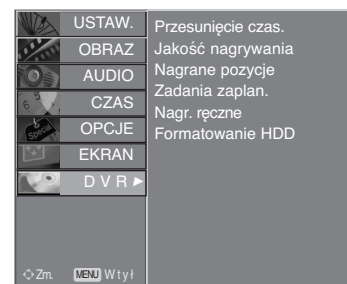 USTAW.
OBRAZ
AUDIO
CZAS
OPCJE
EKRAN
D V R ▶
Przesunięcie czas.
Jakość nagrywania
Nagrane pozycje
Zadania zaplan.
Nagr. ręczne
Formatowanie HDD
Zm. MENU Wtył